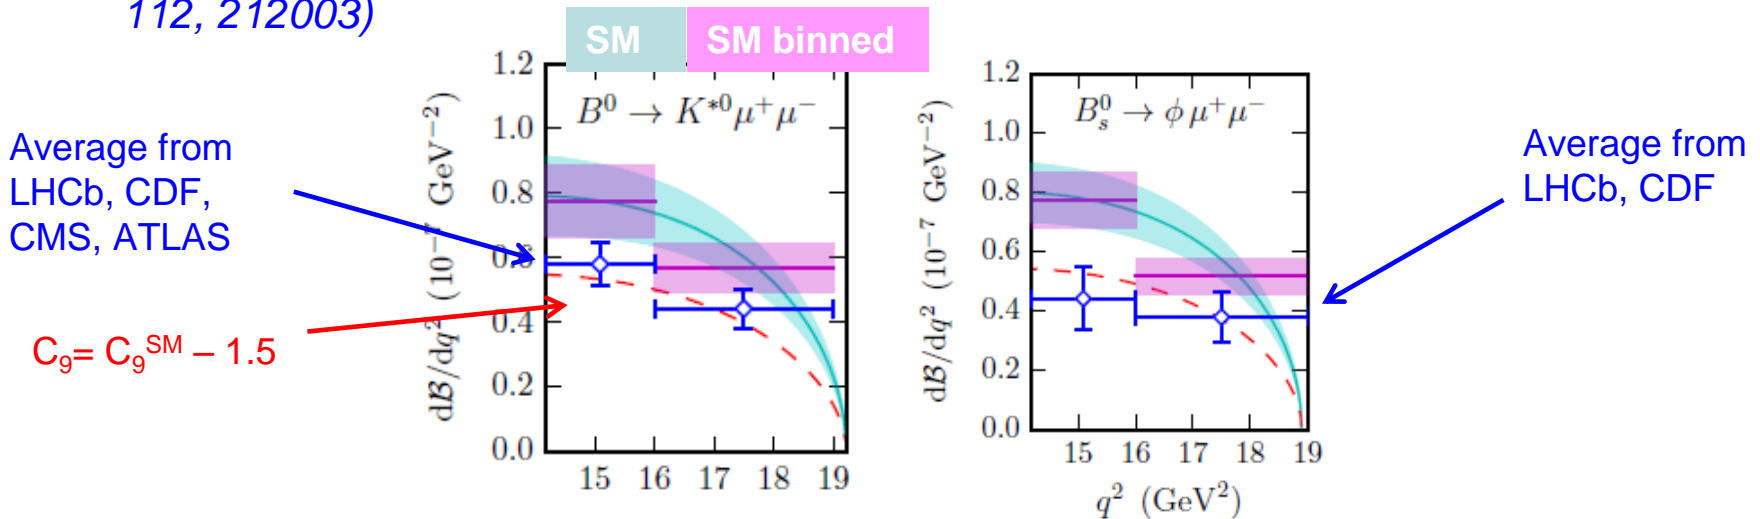 112, 212003)
SM SM binned
Average from
LHCb, CDF,
CMS, ATLAS
C₉= C₉ˢᴹ – 1.5
B⁰ → K*⁰μ⁺μ⁻
dℬ/dq² (10⁻⁷ GeV⁻²)
1.2
1.0
0.8
0.6
0.4
0.2
0.0
15 16 17 18 19
B⁰ₛ → φ μ⁺μ⁻
dℬ/dq² (10⁻⁷ GeV⁻²)
1.2
1.0
0.8
0.6
0.4
0.2
0.0
15 16 17 18 19
q² (GeV²)
Average from
LHCb, CDF